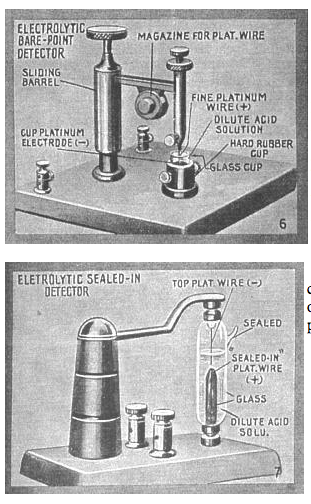 ELECTROLYTIC
BARE-POINT
DETECTOR
MAGAZINE FOR PLAT. WIRE
SLIDING
BARREL
FINE PLATINUM
WIRE (+)
DILUTE ACID
SOLUTION
CUP PLATINUM
ELECTRODE (-)
HARD RUBBER
CUP
GLASS CUP
6
ELETROLYTIC SEALED-IN
DETECTOR
TOP PLAT. WIRE (-)
SEALED
"SEALED-IN"
PLAT. WIRE
(+)
GLASS
DILUTE ACID
SOLU.
7